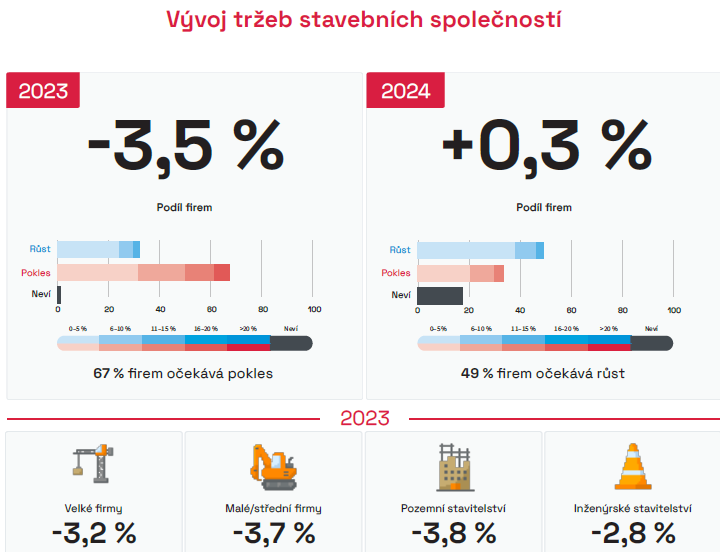 Vývoj tržeb stavebních společností
2023
-3,5 %
Podíl firem
Růst
Pokles
Neví
0 20 40 60 80 100
0-5 % 6-10 % 11-15 % 16-20 % >20 % Neví
67 % firem očekává pokles
2024
+0,3 %
Podíl firem
Růst
Pokles
Neví
0 20 40 60 80 100
0-5% 6-10 % 11-15 % 16-20 % >20 % Neví
49 % firem očekává růst
2023
Velké firmy
-3,2 %
Malé/střední firmy
-3,7 %
Pozemní stavitelství
-3,8 %
Inženýrské stavitelství
-2,8 %